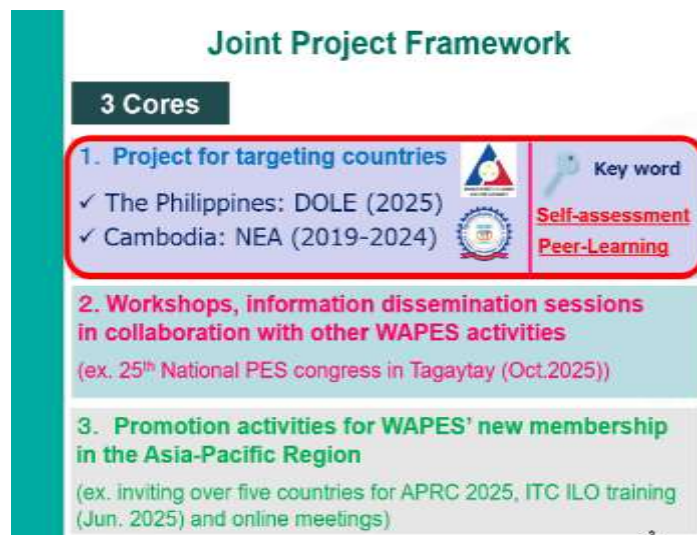 Joint Project Framework
3 Cores
1. Project for targeting countries
✓ The Philippines: DOLE (2025)
✓ Cambodia: NEA (2019-2024)
Key word
Self-assessment
Peer-Learning
2. Workshops, information dissemination sessions
in collaboration with other WAPES activities
(ex. 25th National PES congress in Tagaytay (Oct.2025))
3. Promotion activities for WAPES' new membership
in the Asia-Pacific Region
(ex. inviting over five countries for APRC 2025, ITC ILO training
(Jun. 2025) and online meetings)